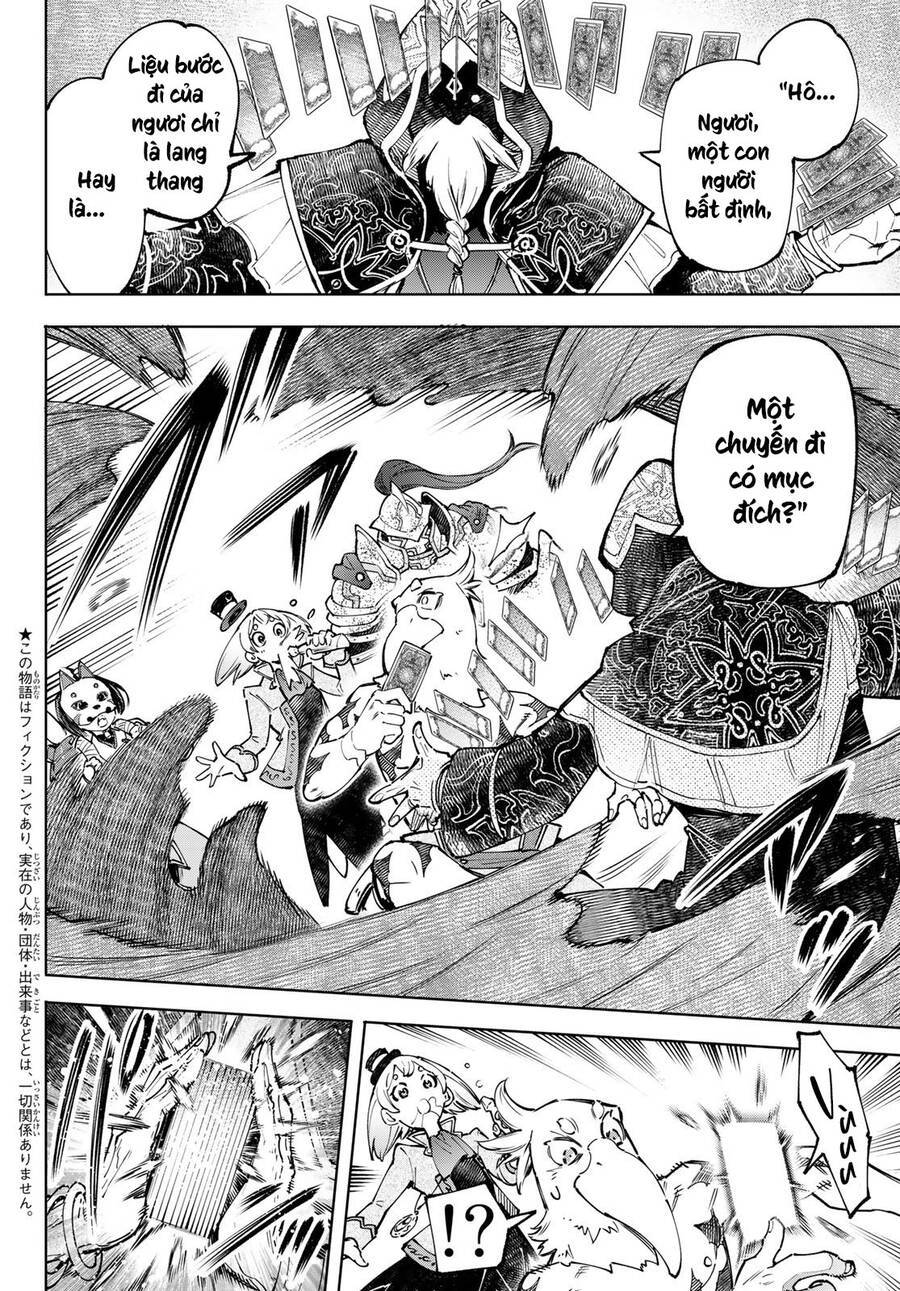 "Hô...
Ngươi,
một con
người
bất định,
Liệu bước
đi của
ngươi chỉ
là lang
thang
Hay
là...
Một
chuyến đi
có mục
đích?"
Vùuu
!?
★この物語はフィクションであり、実在の人物・団体・出来事などとは、一切関係ありません。